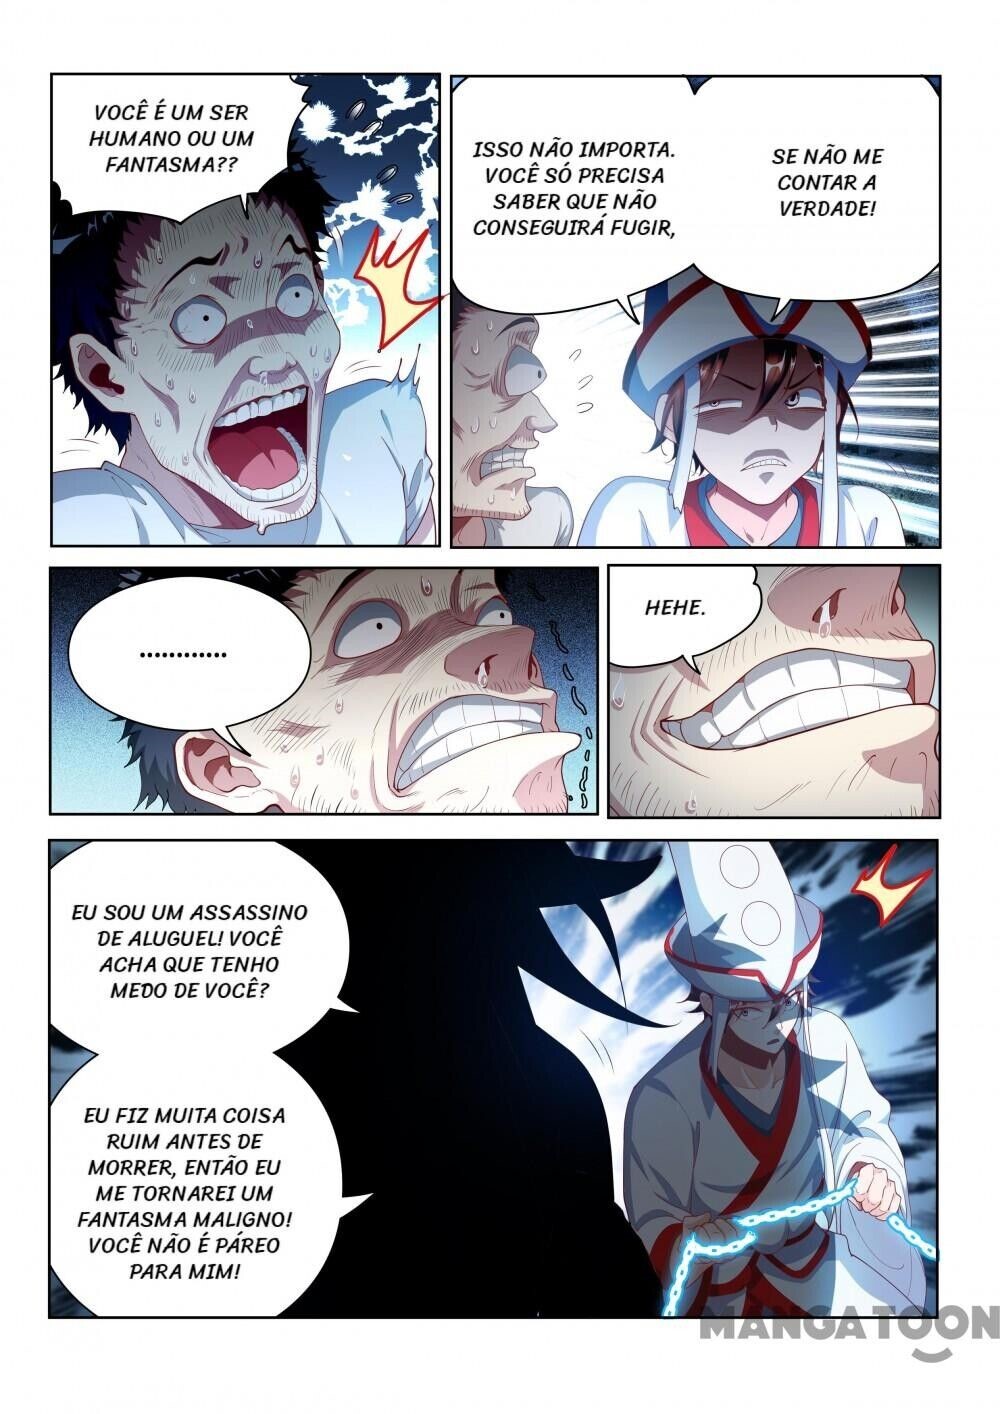 VOCÊ É UM SER
HUMANO OU UM
FANTASMA??
ISSO NÃO IMPORTA.
VOCÊ SÓ PRECISA
SABER QUE NÃO
CONSEGUIRÁ FUGIR,
SE NÃO ME
CONTAR A
VERDADE!
.............
HEHE.
EU SOU UM ASSASSINO
DE ALUGUEL! VOCÊ
ACHA QUE TENHO
MEDO DE VOCÊ?
EU FIZ MUITA COISA
RUIM ANTES DE
MORRER, ENTÃO EU
ME TORNAREI UM
FANTASMA MALIGNO!
VOCÊ NÃO É PÁREO
PARA MIM!
MANGATOON